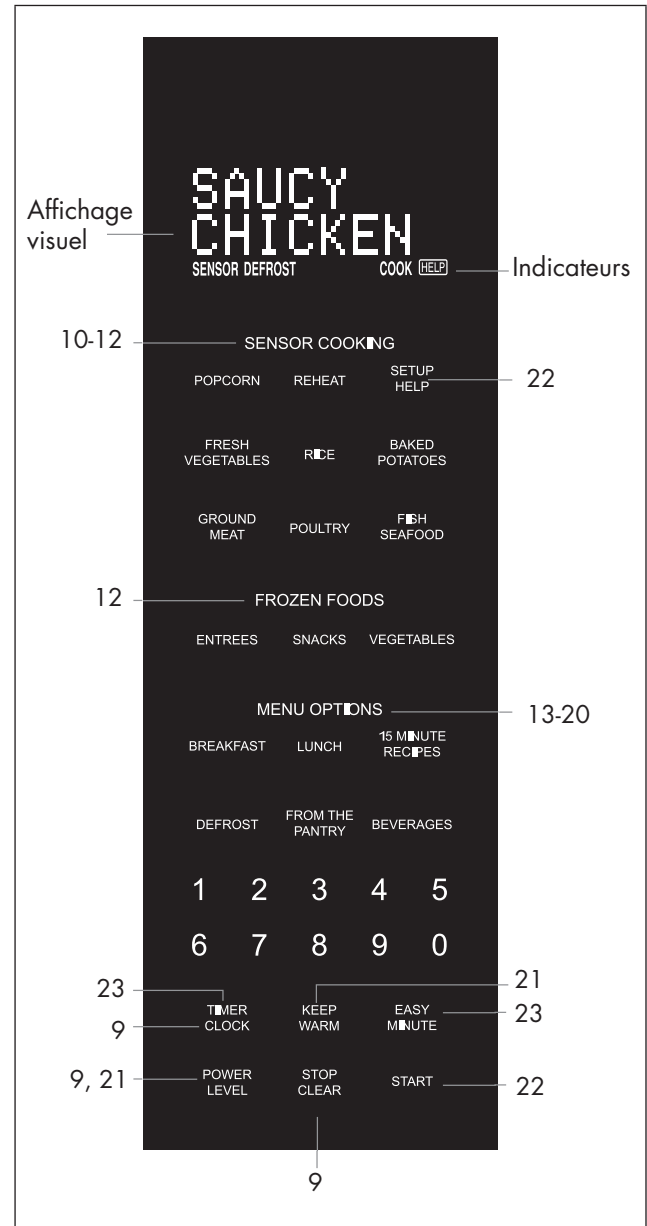 SAUCY
CHICKEN
Affichage
visuel
SENSOR DEFROST COOK HELP
Indicateurs
10-12
SENSOR COOKING
POPCORN REHEAT SETUP
HELP
22
FRESH
VEGETABLES
RICE
BAKED
POTATOES
GROUND
MEAT
POULTRY
FISH
SEAFOOD
12
FROZEN FOODS
ENTREES SNACKS VEGETABLES
MENU OPTIONS
13-20
BREAKFAST LUNCH
15 MINUTE
RECIPES
DEFROST
FROM THE
PANTRY
BEVERAGES
1 2 3 4 5
6 7 8 9 0
23
TIMER
CLOCK
9
21
KEEP
WARM
EASY
MINUTE
23
9, 21
POWER
LEVEL
STOP
CLEAR
START
22
9